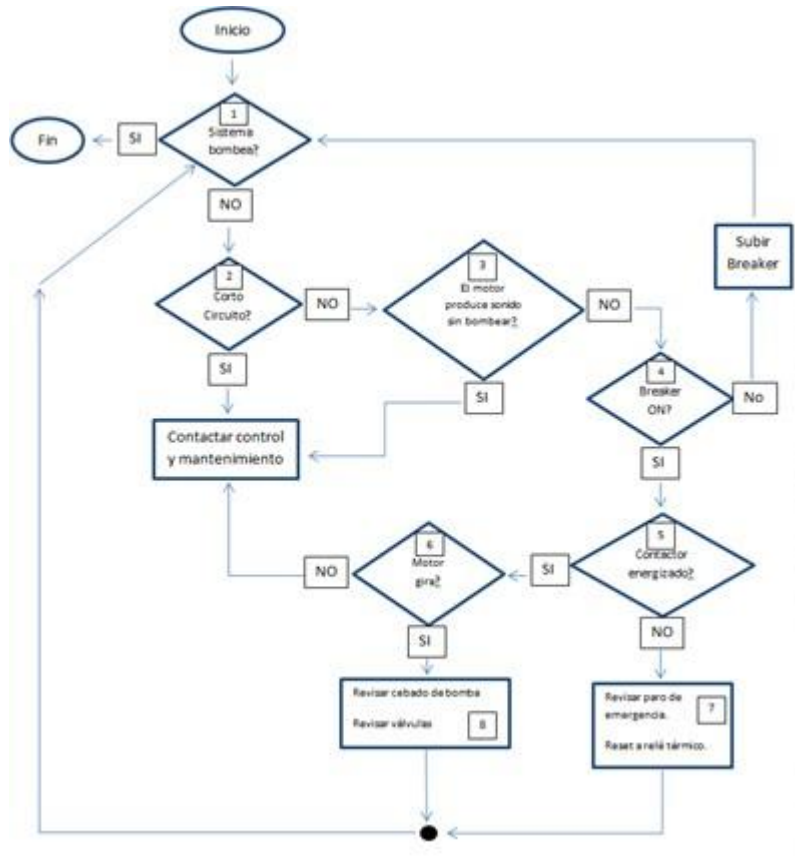 Inicio
1
Sistema
bombea?
SI
Fin
NO
2
Corto
Circuito?
NO
3
El motor
produce sonido
sin bombear?
NO
Subir
Breaker
4
Breaker
ON?
No
SI
SI
SI
Contactar control
y mantenimiento
5
Contactor
energizado?
SI
6
Motor
gira?
NO
SI
NO
Revisar cebado de bomba
Revisar válvulas
8
Revisar paro de
emergencia.
7
Reset a relé térmico.